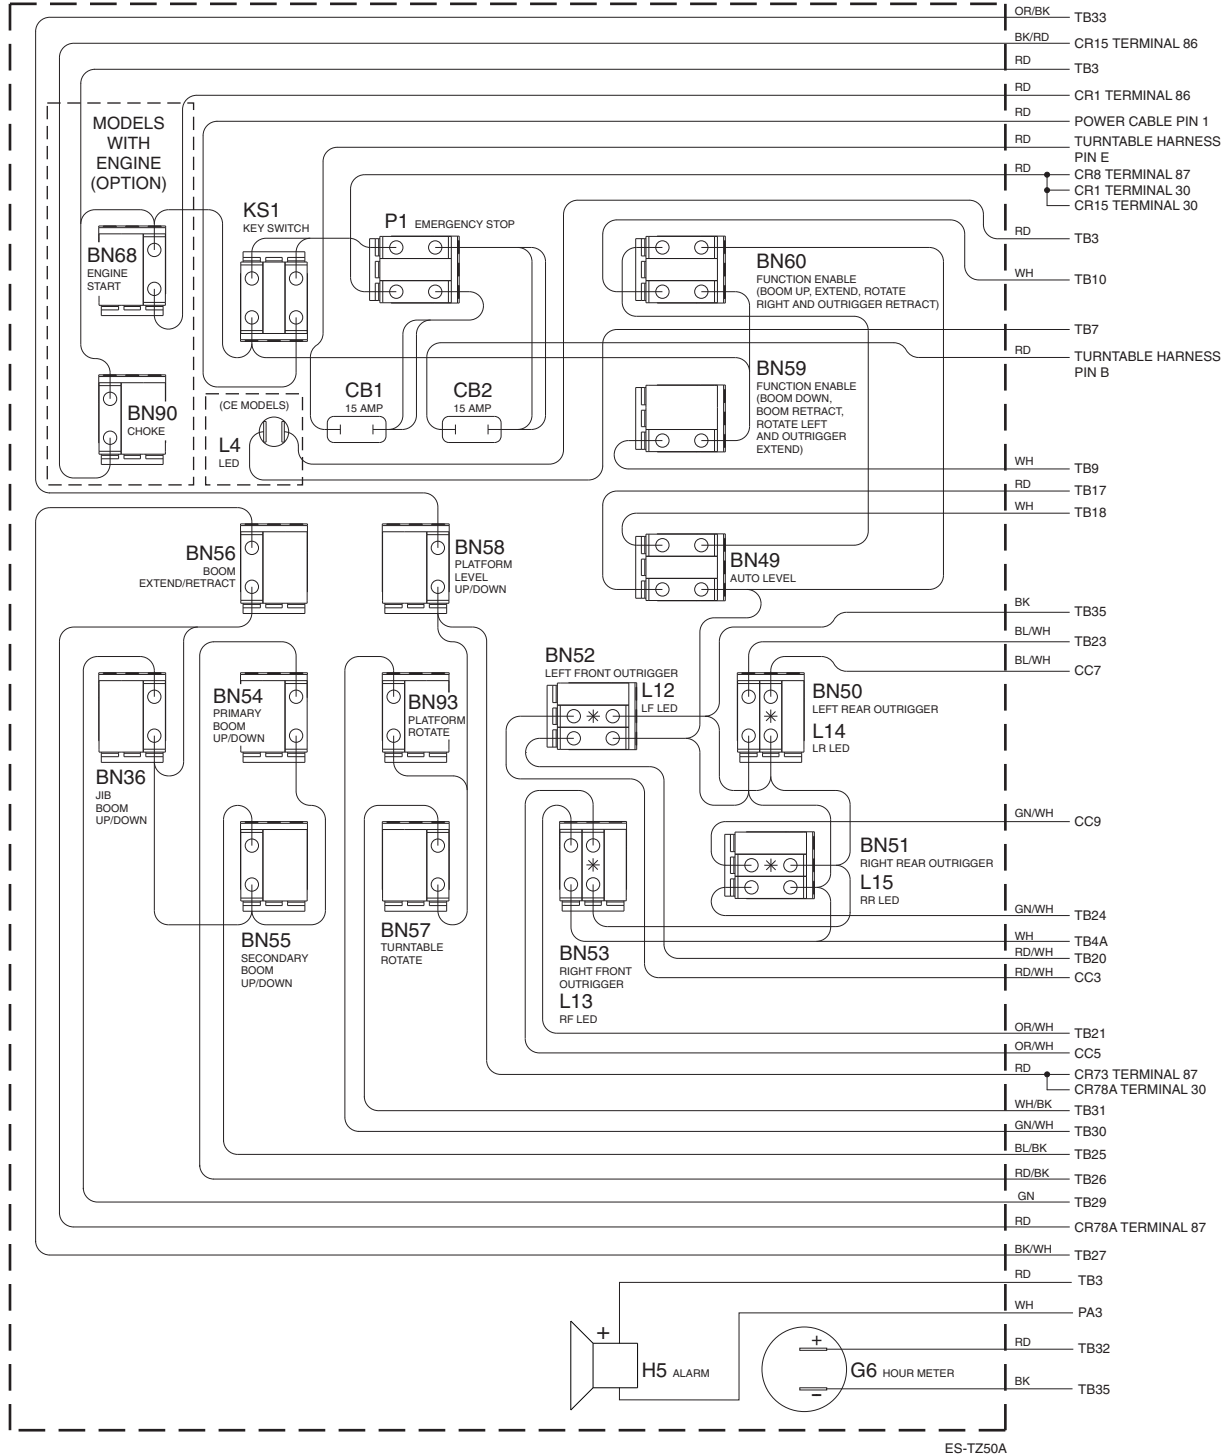 OR/BK TB33
BK/RD CR15 TERMINAL 86
RD TB3
RD CR1 TERMINAL 86
RD POWER CABLE PIN 1
RD TURNTABLE HARNESS
PIN E
RD CR8 TERMINAL 87
CR1 TERMINAL 30
CR15 TERMINAL 30
RD TB3
WH TB10
TB7
RD TURNTABLE HARNESS
PIN B
WH TB9
RD TB17
WH TB18
BK TB35
BL/WH TB23
BL/WH CC7
GN/WH CC9
GN/WH TB24
WH TB4A
RD/WH TB20
RD/WH CC3
OR/WH TB21
OR/WH CC5
RD CR73 TERMINAL 87
CR78A TERMINAL 30
WH/BK TB31
GN/WH TB30
BL/BK TB25
RD/BK TB26
GN TB29
RD CR78A TERMINAL 87
BK/WH TB27
RD TB3
WH PA3
RD TB32
BK TB35
MODELS
WITH
ENGINE
(OPTION)
BN68
ENGINE
START
BN90
CHOKE
KS1
KEY SWITCH
P1 EMERGENCY STOP
(CE MODELS)
L4
LED
CB1
15 AMP
CB2
15 AMP
BN60
FUNCTION ENABLE
(BOOM UP, EXTEND, ROTATE
RIGHT AND OUTRIGGER RETRACT)
BN59
FUNCTION ENABLE
(BOOM DOWN,
BOOM RETRACT,
ROTATE LEFT
AND OUTRIGGER
EXTEND)
BN56
BOOM
EXTEND/RETRACT
BN58
PLATFORM
LEVEL
UP/DOWN
BN49
AUTO LEVEL
BN36
JIB
BOOM
UP/DOWN
BN54
PRIMARY
BOOM
UP/DOWN
BN93
PLATFORM
ROTATE
BN52
LEFT FRONT OUTRIGGER
L12
LF LED
BN50
LEFT REAR OUTRIGGER
L14
LR LED
BN55
SECONDARY
BOOM
UP/DOWN
BN57
TURNTABLE
ROTATE
BN53
RIGHT FRONT
OUTRIGGER
L13
RF LED
BN51
RIGHT REAR OUTRIGGER
L15
RR LED
+
H5 ALARM
+
−
G6 HOUR METER
ES-TZ50A